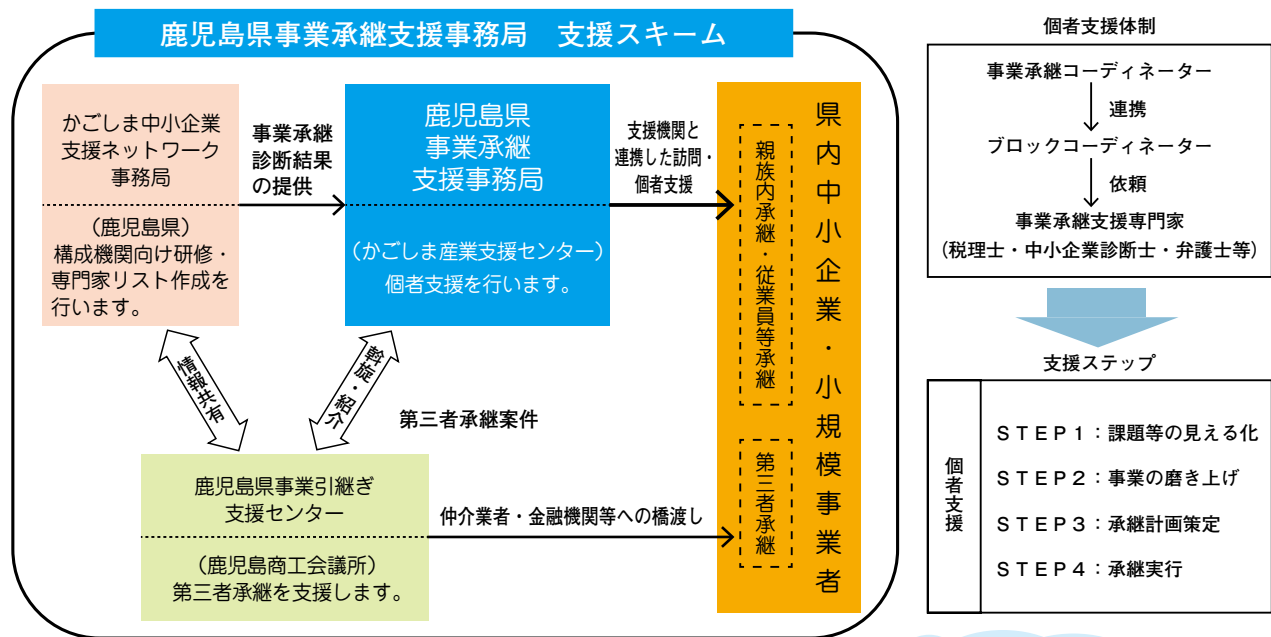 鹿児島県事業承継支援事務局　支援スキーム
かごしま中小企業
支援ネットワーク
事務局
（鹿児島県）
構成機関向け研修・
専門家リスト作成を
行います。
事業承継
診断結果
の提供
鹿児島県
事業承継
支援事務局
（かごしま産業支援センター）
個者支援を行います。
支援機関と
連携した訪問・
個者支援
県内中小企業・小規模事業者
親族内承継・従業員等承継
第三者承継
情報共有
斡旋・紹介
第三者承継案件
鹿児島県事業引継ぎ
支援センター
（鹿児島商工会議所）
第三者承継を支援します。
仲介業者・金融機関等への橋渡し
個者支援体制
事業承継コーディネーター
連携
ブロックコーディネーター
依頼
事業承継支援専門家
（税理士・中小企業診断士・弁護士等）
支援ステップ
個者支援
ＳＴＥＰ１：課題等の見える化
ＳＴＥＰ２：事業の磨き上げ
ＳＴＥＰ３：承継計画策定
ＳＴＥＰ４：承継実行